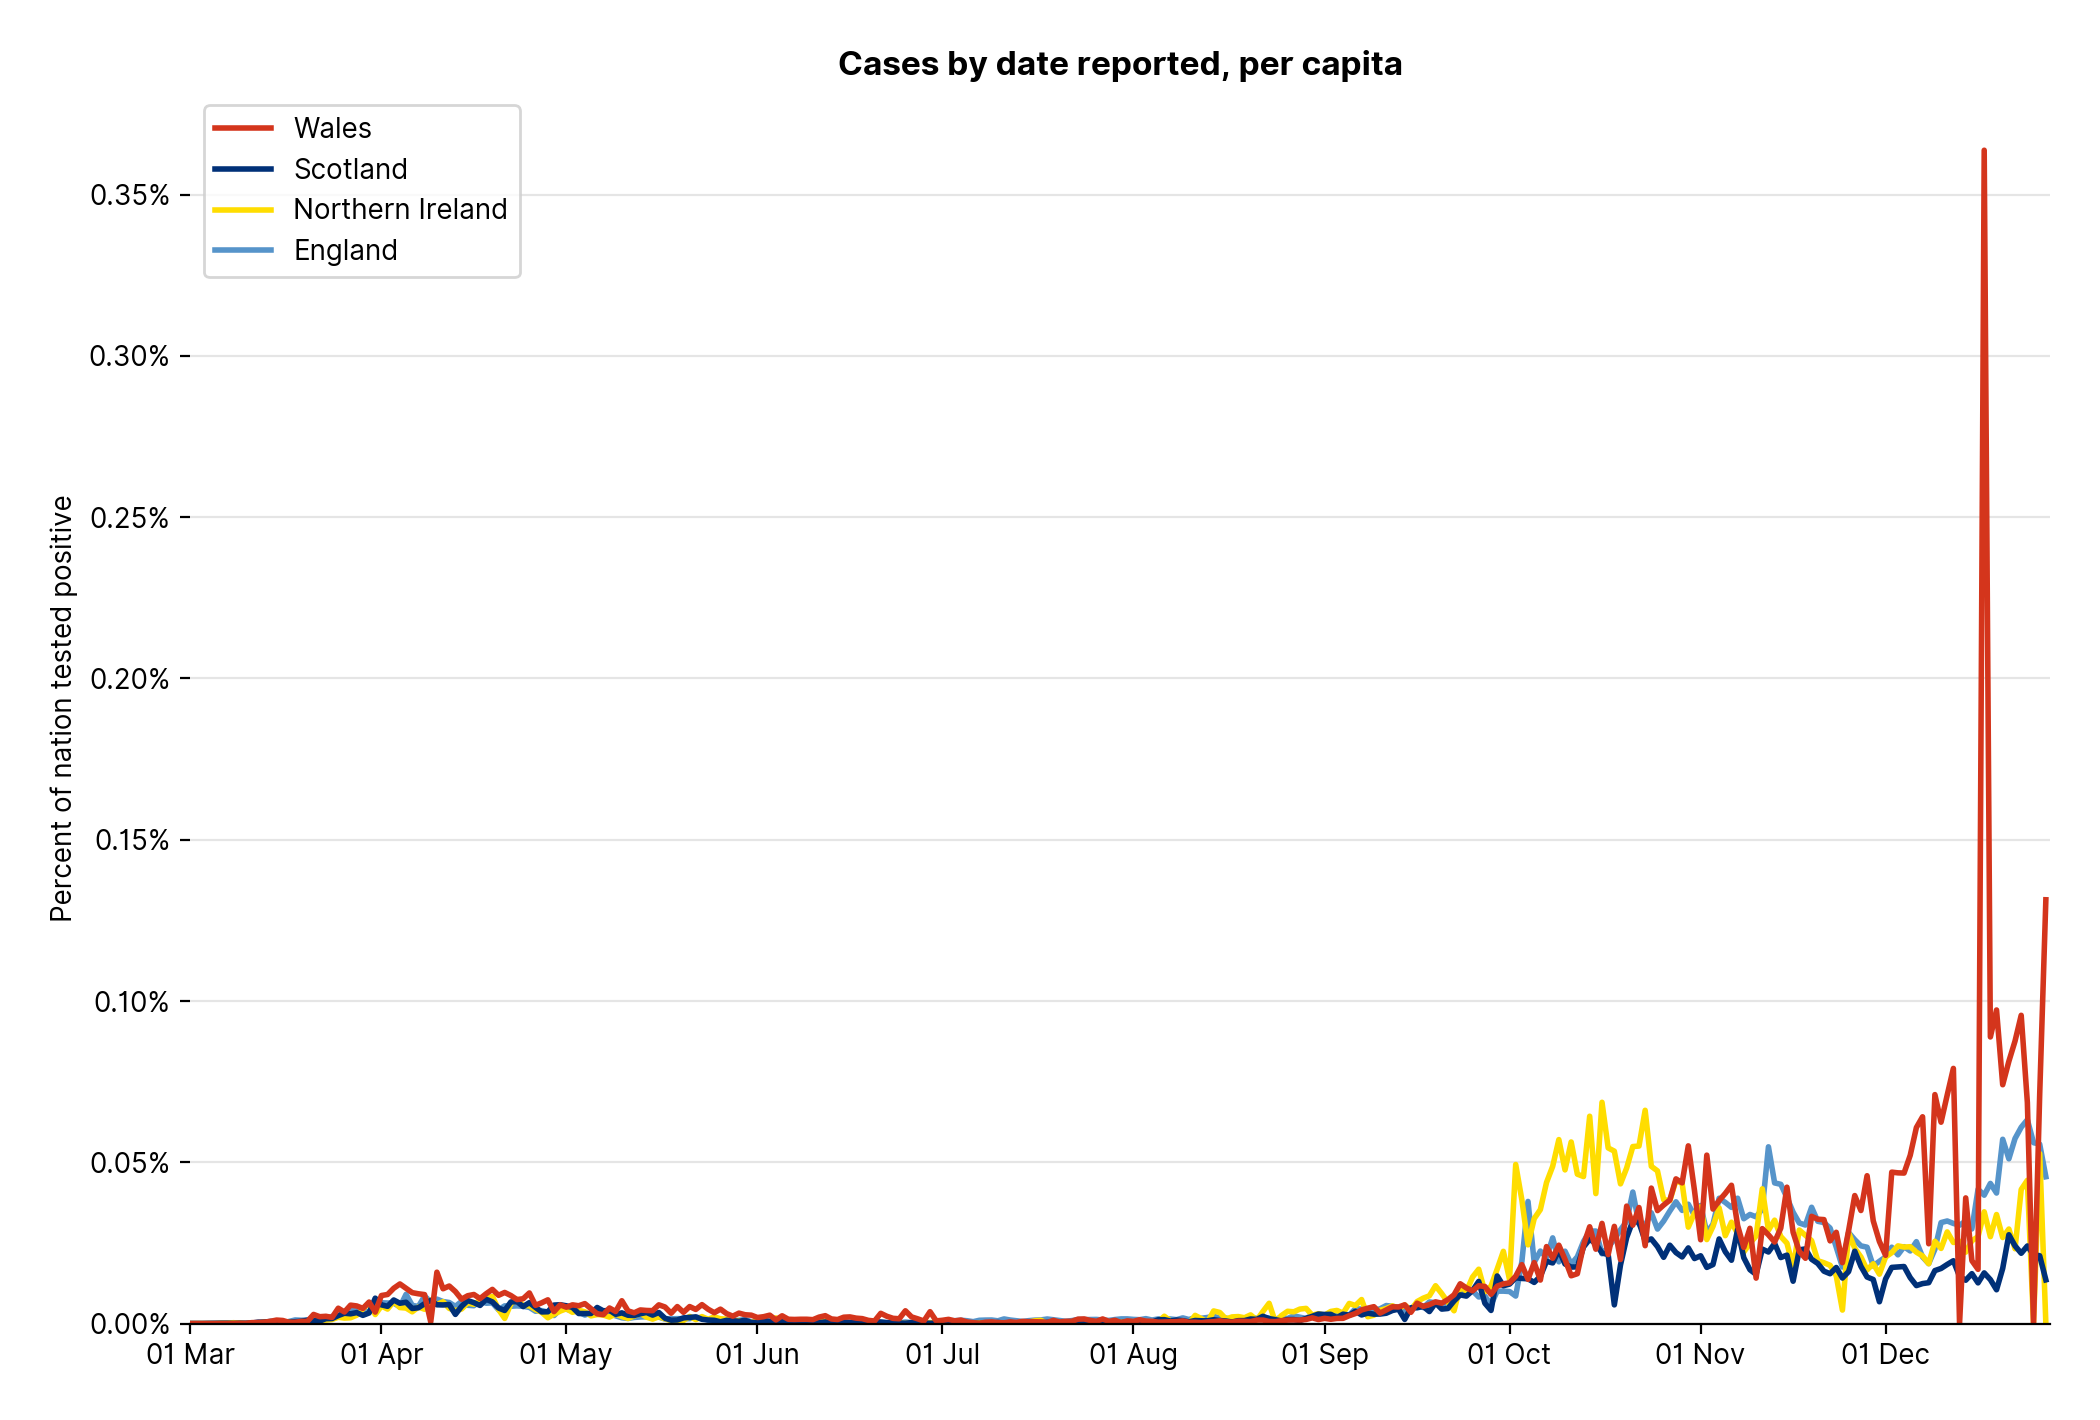 Cases by date reported, per capita
Wales
Scotland
Northern Ireland
England
Percent of nation tested positive
0.35%
0.30%
0.25%
0.20%
0.15%
0.10%
0.05%
0.00%
01 Mar
01 Apr
01 May
01 Jun
01 Jul
01 Aug
01 Sep
01 Oct
01 Nov
01 Dec